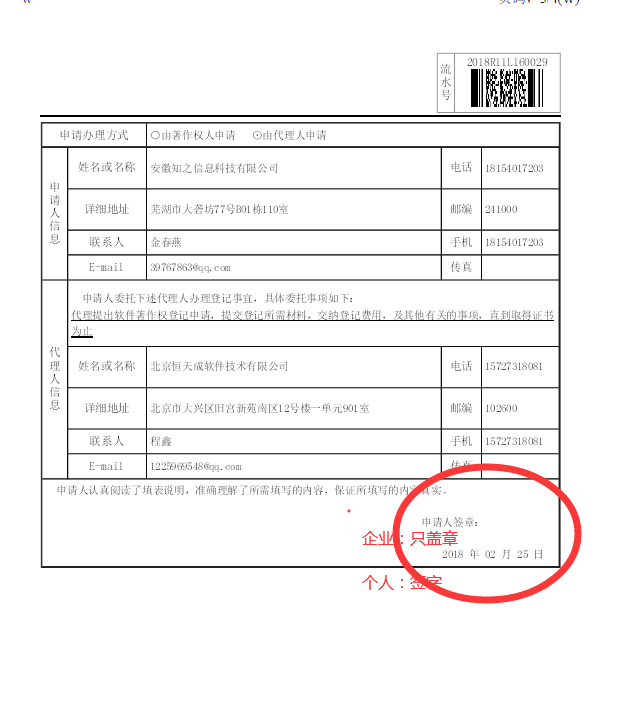 流水号
2018R11L160029
申请办理方式 ○由著作权人申请 ⊙由代理人申请
申请人信息
姓名或名称 安徽知之信息科技有限公司 电话 18154017203
详细地址 芜湖市大砻坊77号B01栋110室 邮编 241000
联系人 金春燕 手机 18154017203
E-mail 39767863@qq.com 传真
代理人信息
申请人委托下述代理人办理登记事宜，具体委托事项如下：
代理提出软件著作权登记申请，提交登记所需材料，交纳登记费用，及其他有关的事项，直到取得证书
为止
姓名或名称 北京恒天成软件技术有限公司 电话 15727318081
详细地址 北京市大兴区旧宫新苑南区12号楼一单元901室 邮编 102600
联系人 程鑫 手机 15727318081
E-mail 1225969548@qq.com 传真
申请人认真阅读了填表说明，准确理解了所需填写的内容，保证所填写的内容真实。
申请人签章：
企业：只盖章
2018 年 02 月 25 日
个人：签字